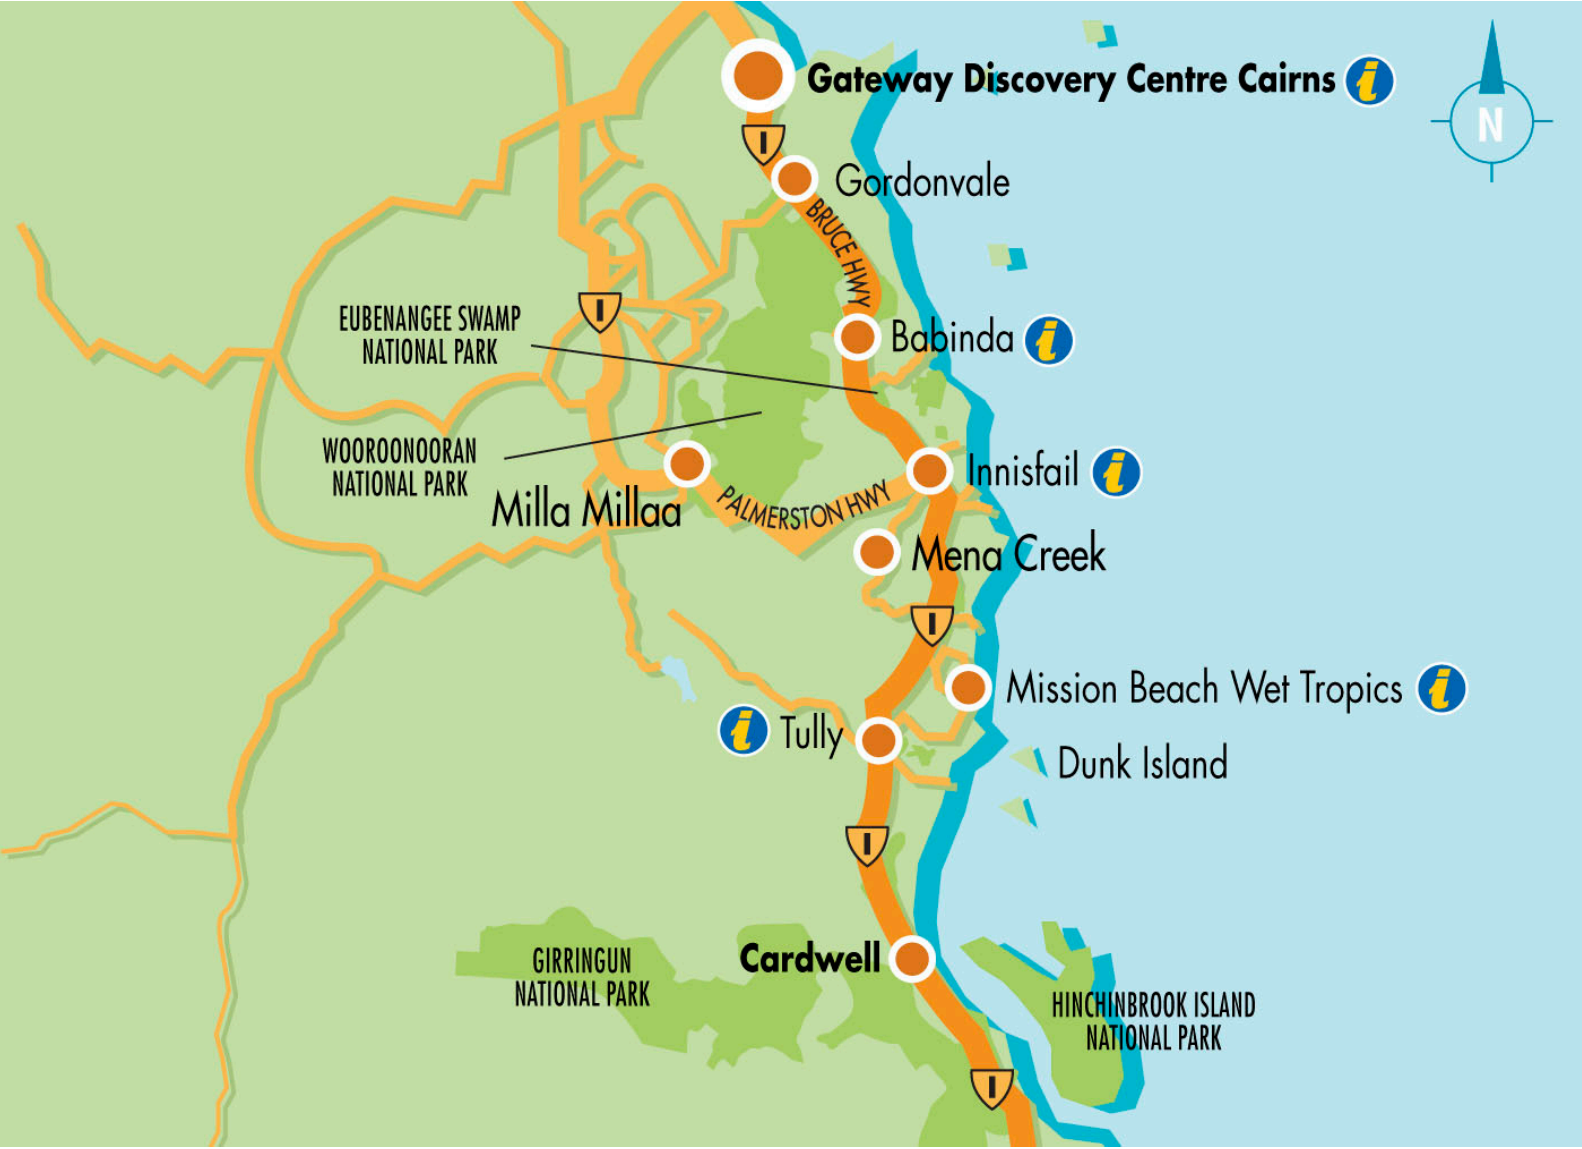 Gateway Discovery Centre Cairns i
N
I
Gordonvale
BRUCE HWY
EUBENANGEE SWAMP
NATIONAL PARK
I
Babinda i
WOOROONOORAN
NATIONAL PARK
Innisfail i
Milla Millaa
PALMERSTON HWY
Mena Creek
I
Mission Beach Wet Tropics i
i Tully
Dunk Island
I
Cardwell
GIRRINGUN
NATIONAL PARK
HINCHINBROOK ISLAND
NATIONAL PARK
I